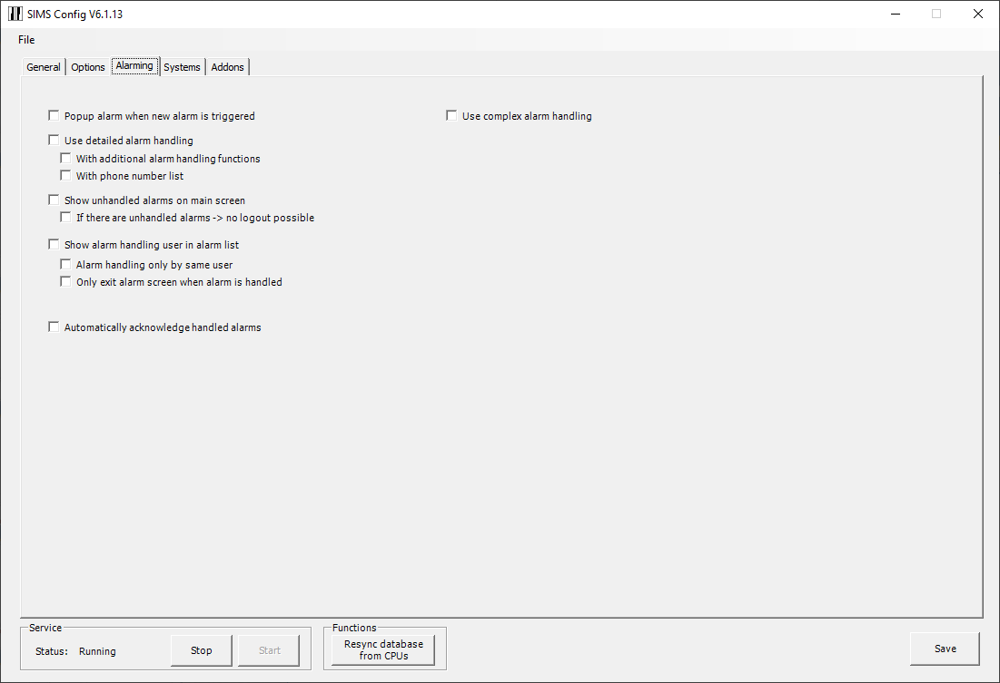 SIMS Config V6.1.13
File
General Options Alarming Systems Addons
Popup alarm when new alarm is triggered
Use complex alarm handling
Use detailed alarm handling
With additional alarm handling functions
With phone number list
Show unhandled alarms on main screen
If there are unhandled alarms -> no logout possible
Show alarm handling user in alarm list
Alarm handling only by same user
Only exit alarm screen when alarm is handled
Automatically acknowledge handled alarms
Service
Status: Running
Stop
Start
Functions
Resync database
from CPUs
Save